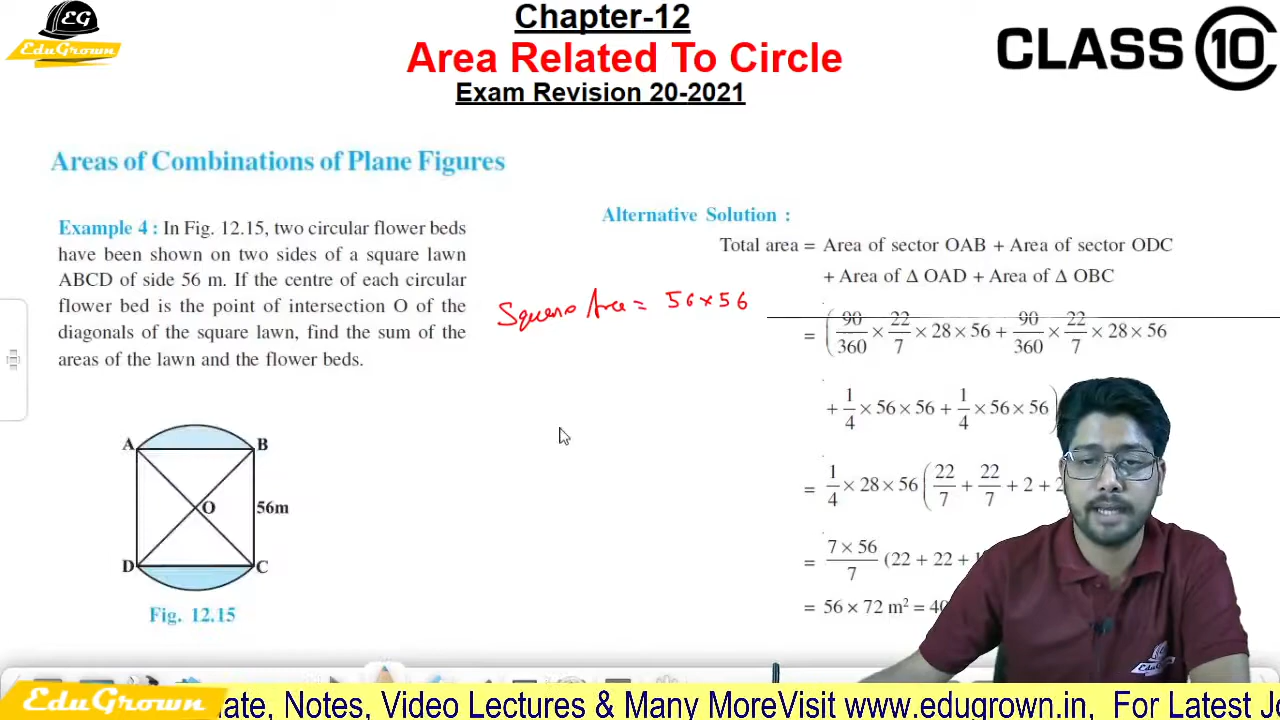 EG
EduGrown
Chapter-12
Area Related To Circle
Exam Revision 20-2021
CLASS 10
Areas of Combinations of Plane Figures
Example 4 : In Fig. 12.15, two circular flower beds
have been shown on two sides of a square lawn
ABCD of side 56 m. If the centre of each circular
flower bed is the point of intersection O of the
diagonals of the square lawn, find the sum of the
areas of the lawn and the flower beds.
Square Area = 56×56
Alternative Solution :
Total area = Area of sector OAB + Area of sector ODC
+ Area of Δ OAD + Area of Δ OBC
= (90/360 × 22/7 × 28 × 56 + 90/360 × 22/7 × 28 × 56
+ 1/4 × 56 × 56 + 1/4 × 56 × 56)
= 1/4 × 28 × 56 (22/7 + 22/7 + 2 + 2
= 7 × 56/7 (22 + 22 +
= 56 × 72 m² = 40
A B
O 56m
D C
Fig. 12.15
EduGrown
ate, Notes, Video Lectures & Many MoreVisit www.edugrown.in, For Latest Jo